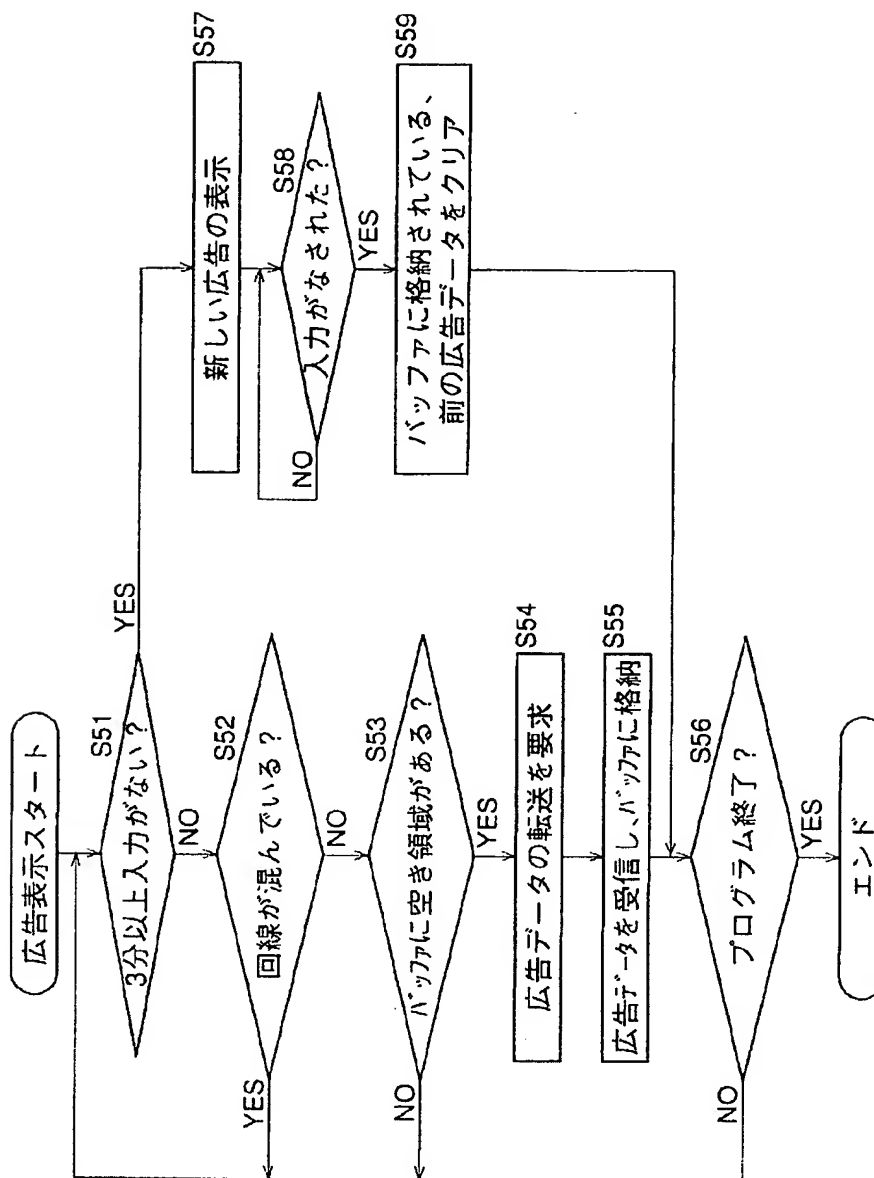 広告表示スタート
S51
3分以上入力がない?
YES
NO
S52
回線が混んでいる?
YES
NO
S53
バッファに空き領域がある?
NO
YES
S54
広告データの転送を要求
S55
広告データを受信し、バッファに格納
S56
プログラム終了?
NO
YES
エンド
S57
新しい広告の表示
S58
入力がなされた?
NO
YES
S59
バッファに格納されている、
前の広告データをクリア